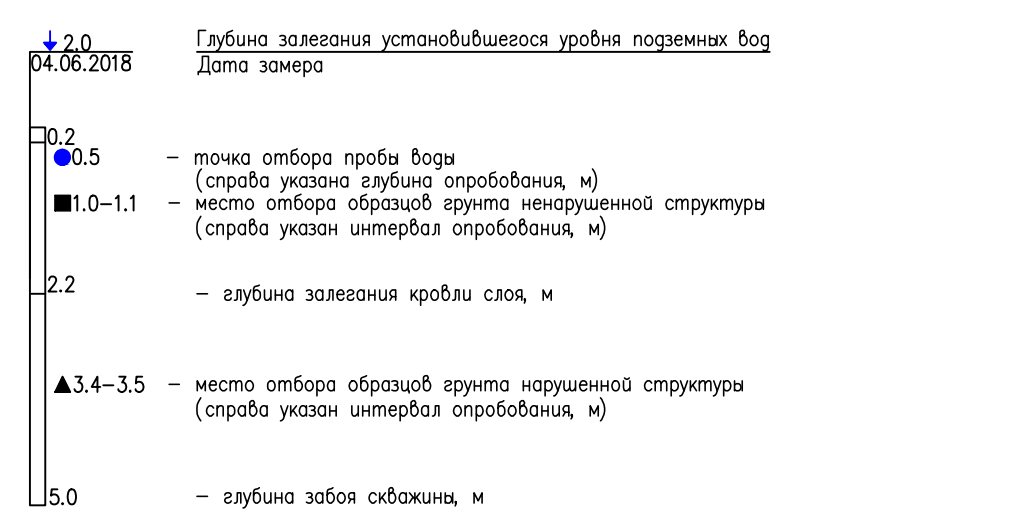 2.0 Глубина залегания установившегося уровня подземных вод
04.06.2018 Дата замера
0.2
0.5 – точка отбора пробы воды
(справа указана глубина опробования, м)
1.0–1.1 – место отбора образцов грунта ненарушенной структуры
(справа указан интервал опробования, м)
2.2 – глубина залегания кровли слоя, м
3.4–3.5 – место отбора образцов грунта нарушенной структуры
(справа указан интервал опробования, м)
5.0 – глубина забоя скважины, м